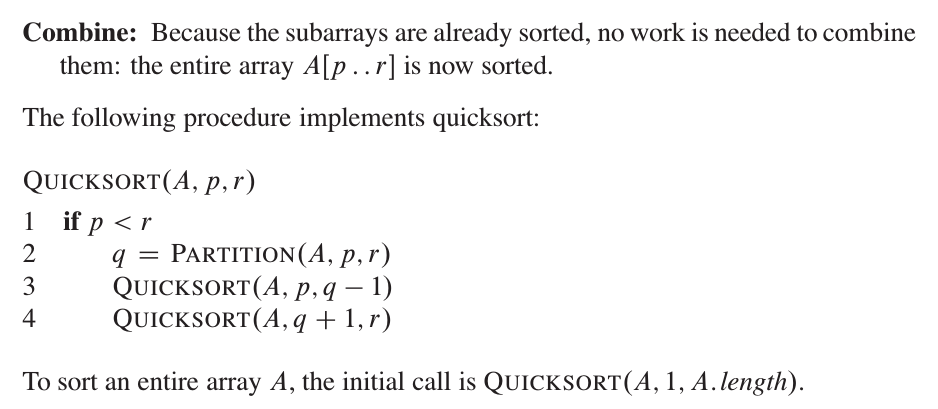 Combine: Because the subarrays are already sorted, no work is needed to combine
them: the entire array A[p . . r] is now sorted.
The following procedure implements quicksort:
QUICKSORT(A, p, r)
1 if p < r
2 q = PARTITION(A, p, r)
3 QUICKSORT(A, p, q − 1)
4 QUICKSORT(A, q + 1, r)
To sort an entire array A, the initial call is QUICKSORT(A, 1, A.length).